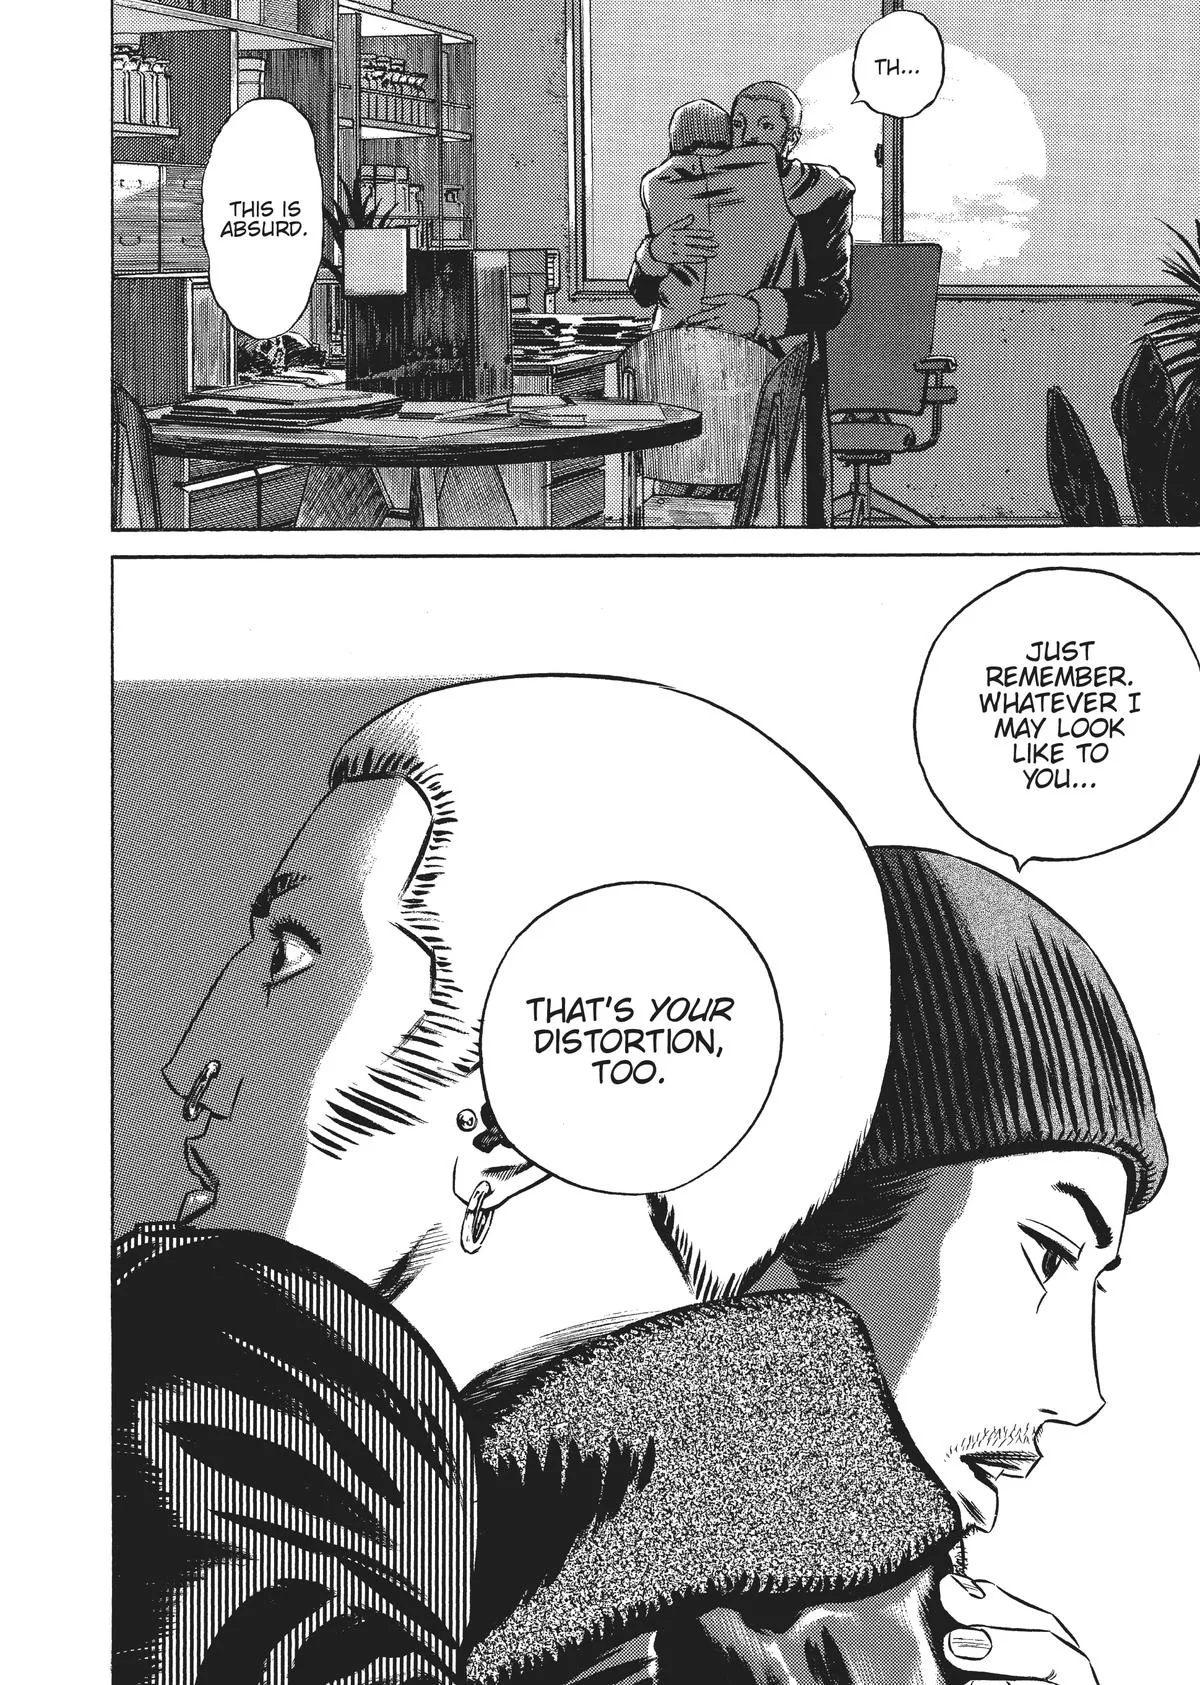 TH...
THIS IS
ABSURD.
JUST
REMEMBER.
WHATEVER I
MAY LOOK
LIKE TO
YOU...
THAT'S YOUR
DISTORTION,
TOO.